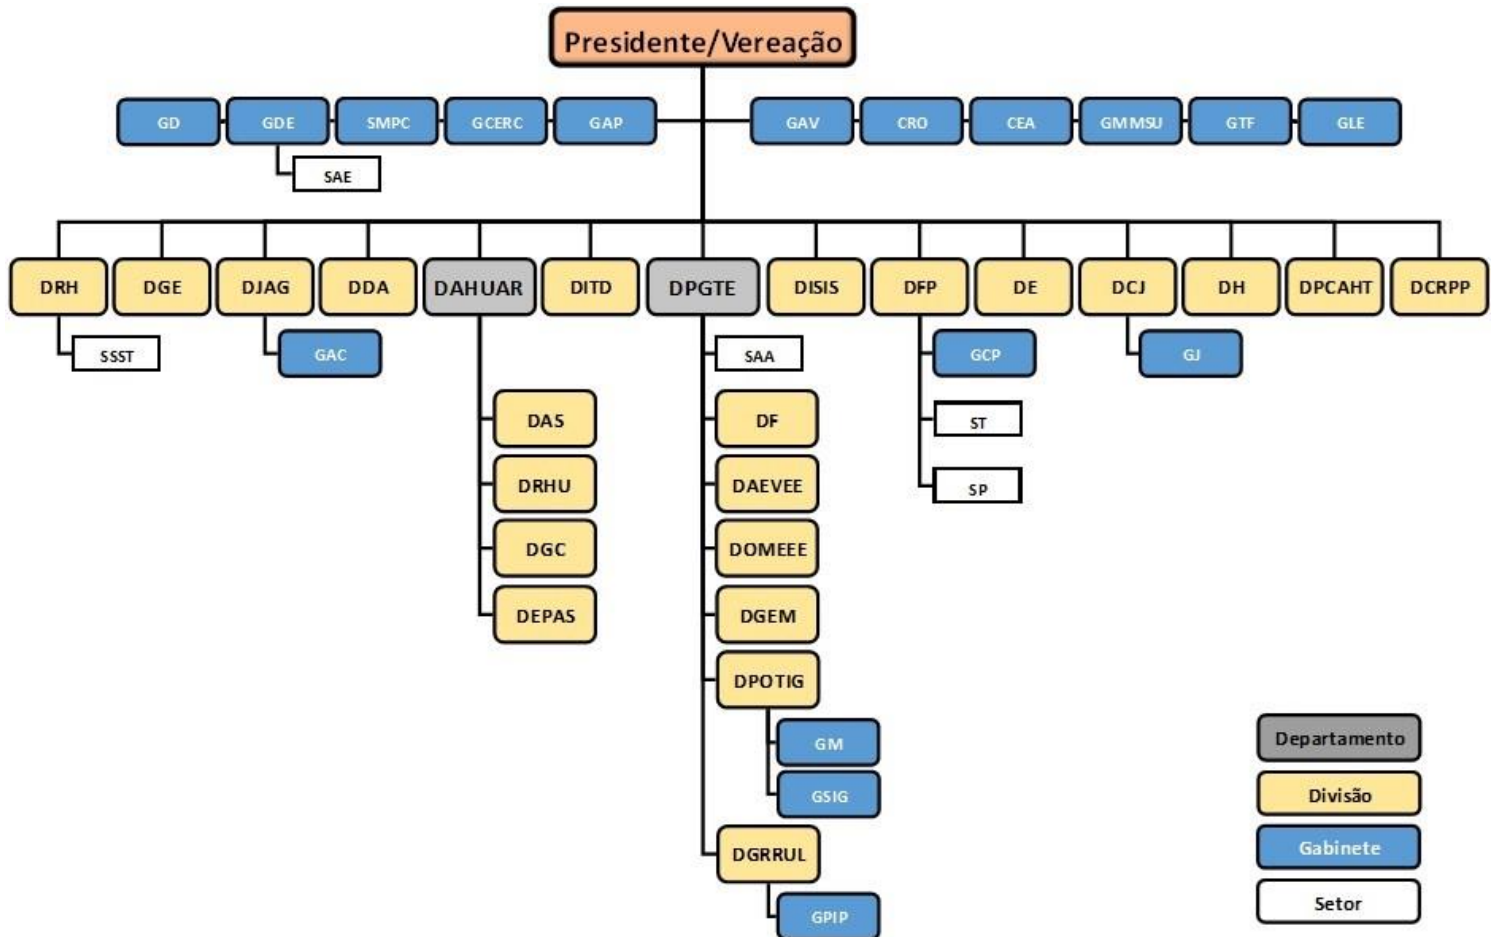 Presidente/Vereação
GD GDE SMPC GCERC GAP GAV CRO CEA GMMSU GTF GLE
SAE
DRH DGE DJAG DDA DAHUAR DITD DPGTE DISIS DFP DE DCJ DH DPCAHT DCRPP
SSST GAC SAA GCP GJ
DAS DF ST
DRHU DAEVEE SP
DGC DOMEEE
DEPAS DGEM
DPOTIG
GM
GSIG
DGRRUL
GPIP
Departamento
Divisão
Gabinete
Setor